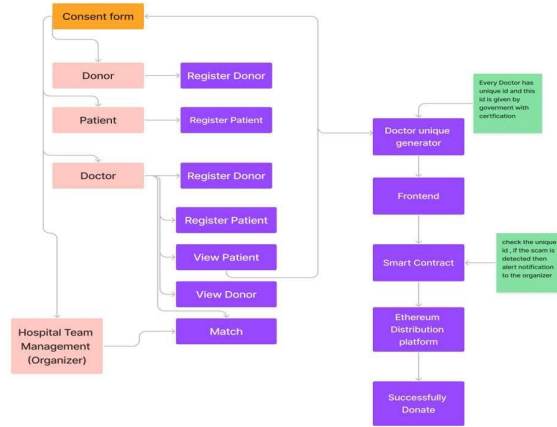 Consent form
Donor
Register Donor
Patient
Register Patient
Doctor
Register Donor
Register Patient
View Patient
View Donor
Hospital Team
Management
(Organizer)
Match
Every Doctor has
unique id and this
id is given by
goverment with
certfication
Doctor unique
generator
Frontend
Smart Contract
check the unique
id , if the scam is
detected then
alert notification
to the organizer
Ethereum
Distribution
platform
Successfully
Donate